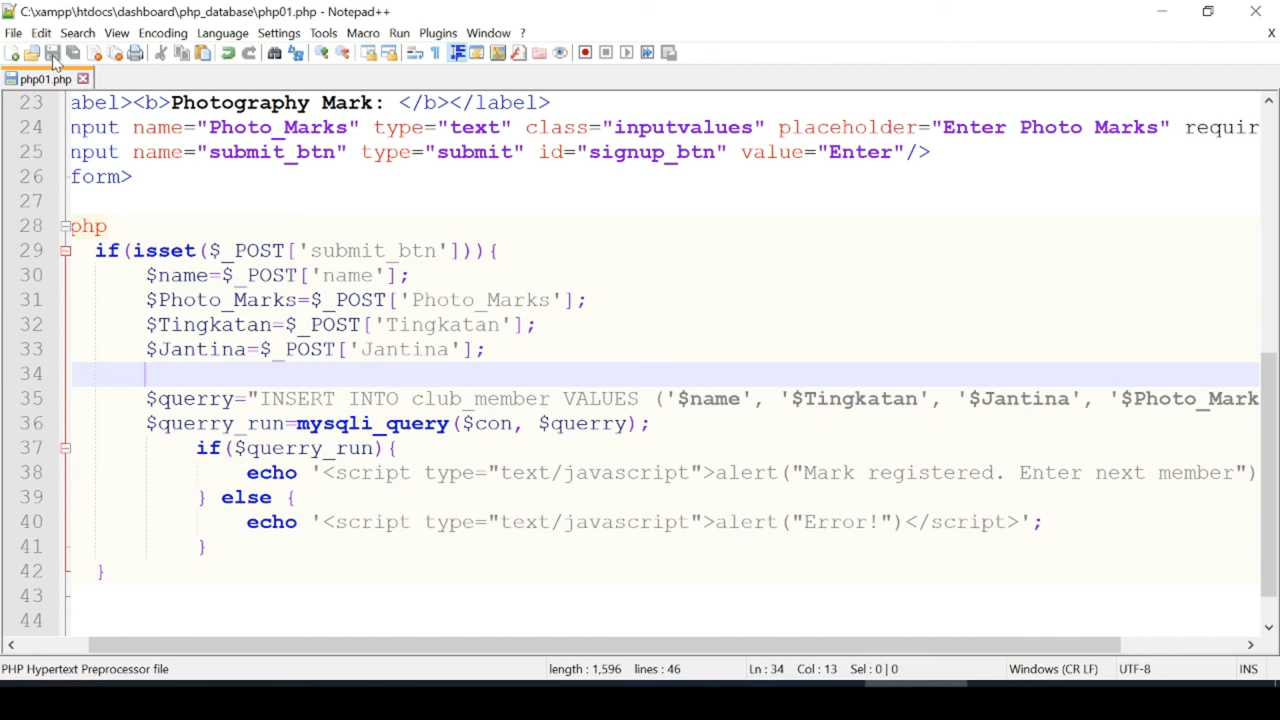 C:\xampp\htdocs\dashboard\php_database\php01.php - Notepad++
File Edit Search View Encoding Language Settings Tools Macro Run Plugins Window ? X
php01.php
23 abel><b>Photography Mark: </b></label>
24 nput name="Photo_Marks" type="text" class="inputvalues" placeholder="Enter Photo Marks" requir
25 nput name="submit_btn" type="submit" id="signup_btn" value="Enter"/>
26 form>
27
28 php
29 if(isset($_POST['submit_btn'])){
30 $name=$_POST['name'];
31 $Photo_Marks=$_POST['Photo_Marks'];
32 $Tingkatan=$_POST['Tingkatan'];
33 $Jantina=$_POST['Jantina'];
34
35 $querry="INSERT INTO club_member VALUES ('$name', '$Tingkatan', '$Jantina', '$Photo_Mark
36 $querry_run=mysqli_query($con, $querry);
37 if($querry_run){
38 echo '<script type="text/javascript">alert("Mark registered. Enter next member")
39 } else {
40 echo '<script type="text/javascript">alert("Error!")</script>';
41 }
42 }
43
44
PHP Hypertext Preprocessor file length : 1,596 lines : 46 Ln : 34 Col : 13 Sel : 0 | 0 Windows (CR LF) UTF-8 INS